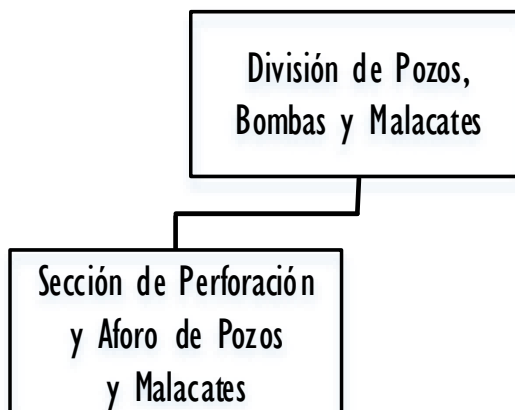 División de Pozos,
Bombas y Malacates
Sección de Perforación
y Aforo de Pozos
y Malacates